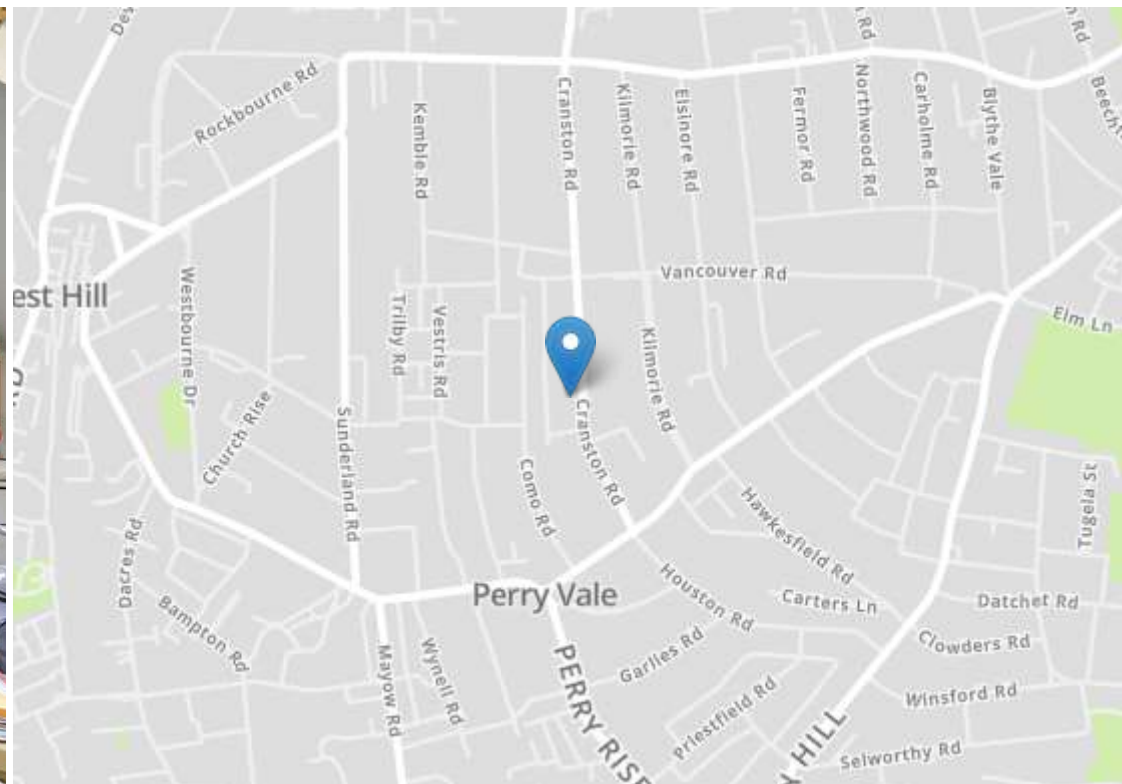 Rockbourne Rd
Kemble Rd
Cranston Rd
Kilmorie Rd
Elsinore Rd
Fermor Rd
Northwood Rd
Carholme Rd
Blythe Vale
Vancouver Rd
est Hill
Westbourne Dr
Trilby Rd
Vestris Rd
Kilmorie Rd
Elm Ln
Church Rise
Sunderland Rd
Como Rd
Cranston Rd
Hawkesfield Rd
Tugela St
Dacres Rd
Bampton Rd
Perry Vale
Houston Rd
Carters Ln
Datchet Rd
Clowders Rd
Mayow Rd
Wynell Rd
Garlies Rd
Winsford Rd
PERRY RISE
Priestfield Rd
Y HILL
Selworthy Rd